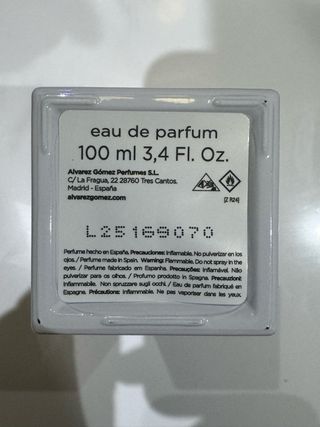 eau de parfum
100 ml 3,4 Fl. Oz.
Alvarez Gómez Perfumes S.L.
C/ La Fragua, 22 28760 Tres Cantos.
Madrid - España
alvarezgomez.com
[Z R24]
L25169070
Perfume hecho en España. Precauciones: Inflamable. No pulverizar en los
ojos. / Perfume made in Spain. Warning: Flammable. Do not spray in the
eyes. / Perfume fabricado em Espanha. Precauções: Inflamável. Não
pulverizar para os olhos. / Profumo prodotto in Spagna. Precauzioni:
Infiammabile. Non spruzzare sugli occhi. / Eau de parfum fabriqué en
Espagne. Précautions: Inflammable. Ne pas vaporiser dans les yeux.